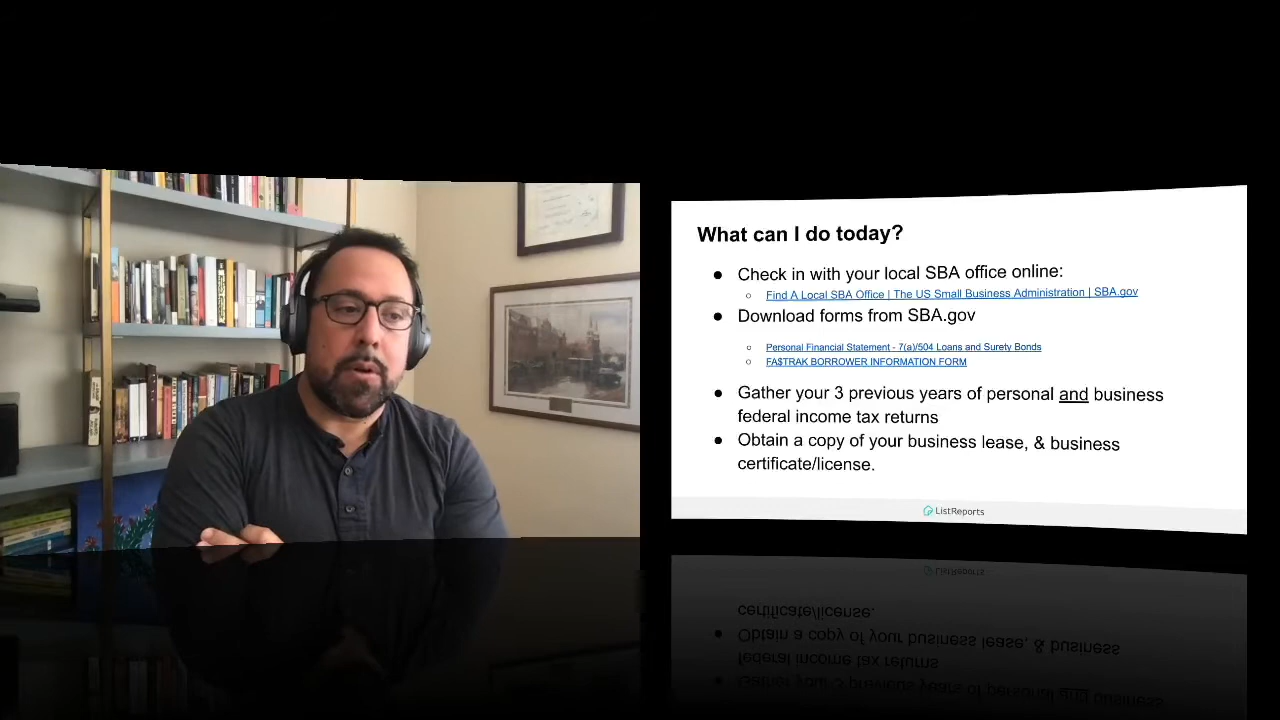 What can I do today?
● Check in with your local SBA office online:
○ Find A Local SBA Office | The US Small Business Administration | SBA.gov
● Download forms from SBA.gov
○ Personal Financial Statement - 7(a)/504 Loans and Surety Bonds
○ FA$TRAK BORROWER INFORMATION FORM
● Gather your 3 previous years of personal and business
federal income tax returns
● Obtain a copy of your business lease, & business
certificate/license.
ListReports